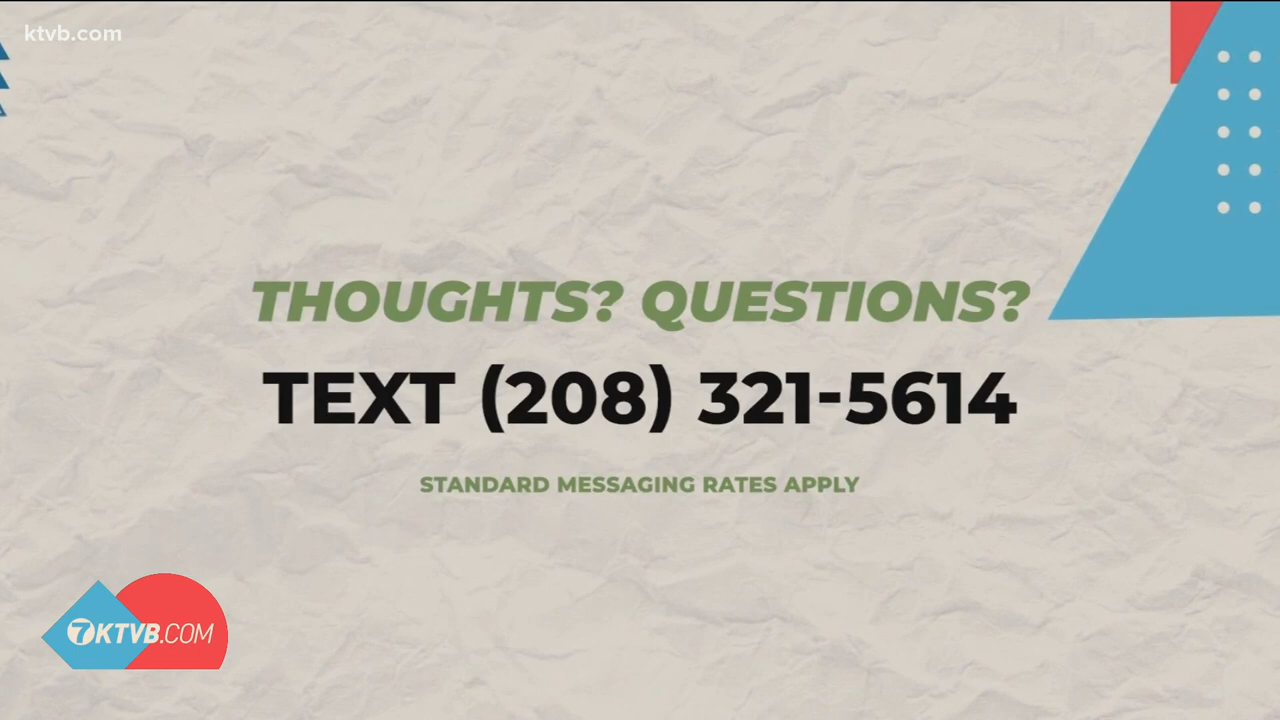 ktvb.com
THOUGHTS? QUESTIONS?
TEXT (208) 321-5614
STANDARD MESSAGING RATES APPLY
7KTVB.COM